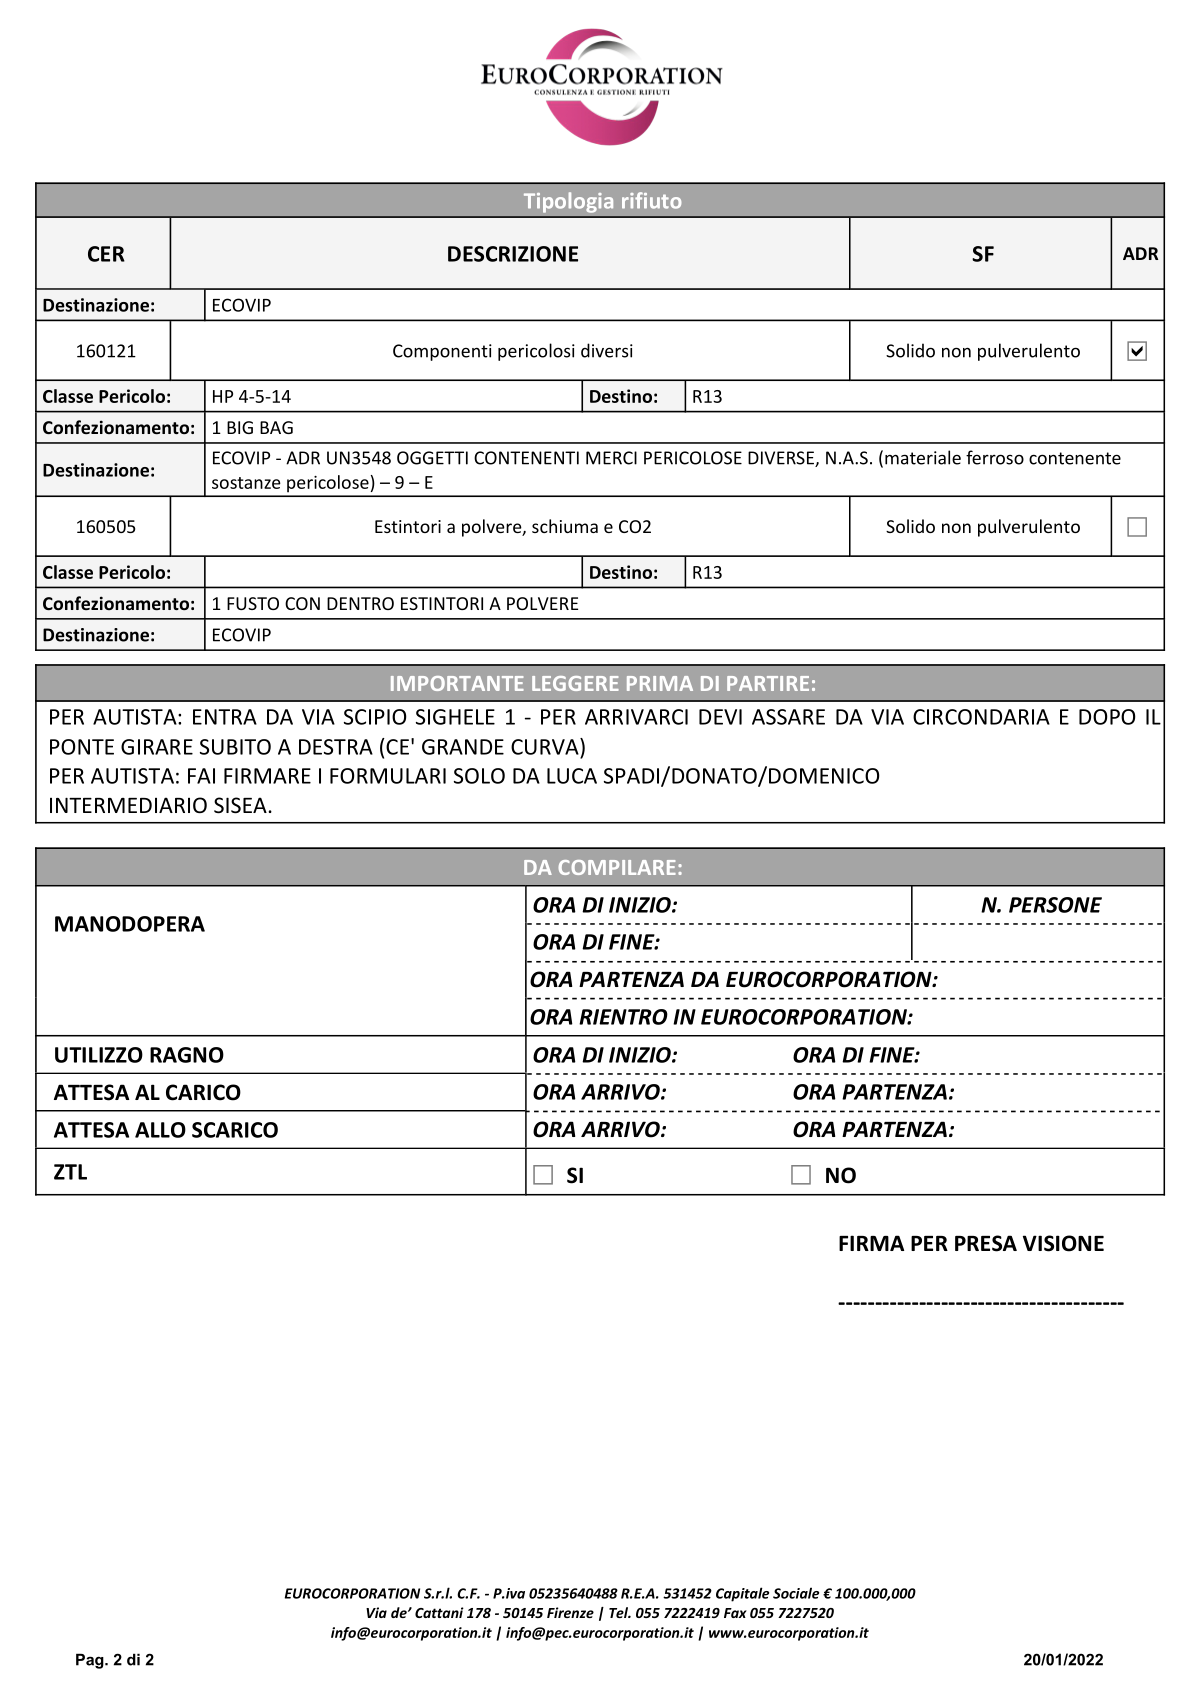 EUROCORPORATION
CONSULENZA E GESTIONE RIFIUTI
Tipologia rifiuto
CER DESCRIZIONE SF ADR
Destinazione: ECOVIP
160121 Componenti pericolosi diversi Solido non pulverulento
Classe Pericolo: HP 4-5-14 Destino: R13
Confezionamento: 1 BIG BAG
Destinazione: ECOVIP - ADR UN3548 OGGETTI CONTENENTI MERCI PERICOLOSE DIVERSE, N.A.S. (materiale ferroso contenente
sostanze pericolose) – 9 – E
160505 Estintori a polvere, schiuma e CO2 Solido non pulverulento
Classe Pericolo: Destino: R13
Confezionamento: 1 FUSTO CON DENTRO ESTINTORI A POLVERE
Destinazione: ECOVIP
IMPORTANTE LEGGERE PRIMA DI PARTIRE:
PER AUTISTA: ENTRA DA VIA SCIPIO SIGHELE 1 - PER ARRIVARCI DEVI ASSARE DA VIA CIRCONDARIA E DOPO IL
PONTE GIRARE SUBITO A DESTRA (CE' GRANDE CURVA)
PER AUTISTA: FAI FIRMARE I FORMULARI SOLO DA LUCA SPADI/DONATO/DOMENICO
INTERMEDIARIO SISEA.
DA COMPILARE:
MANODOPERA ORA DI INIZIO: N. PERSONE
ORA DI FINE:
ORA PARTENZA DA EUROCORPORATION:
ORA RIENTRO IN EUROCORPORATION:
UTILIZZO RAGNO ORA DI INIZIO: ORA DI FINE:
ATTESA AL CARICO ORA ARRIVO: ORA PARTENZA:
ATTESA ALLO SCARICO ORA ARRIVO: ORA PARTENZA:
ZTL SI NO
FIRMA PER PRESA VISIONE
---------------------------------------
EUROCORPORATION S.r.l. C.F. - P.iva 05235640488 R.E.A. 531452 Capitale Sociale € 100.000,000
Via de’ Cattani 178 - 50145 Firenze | Tel. 055 7222419 Fax 055 7227520
info@eurocorporation.it | info@pec.eurocorporation.it | www.eurocorporation.it
Pag. 2 di 2 20/01/2022